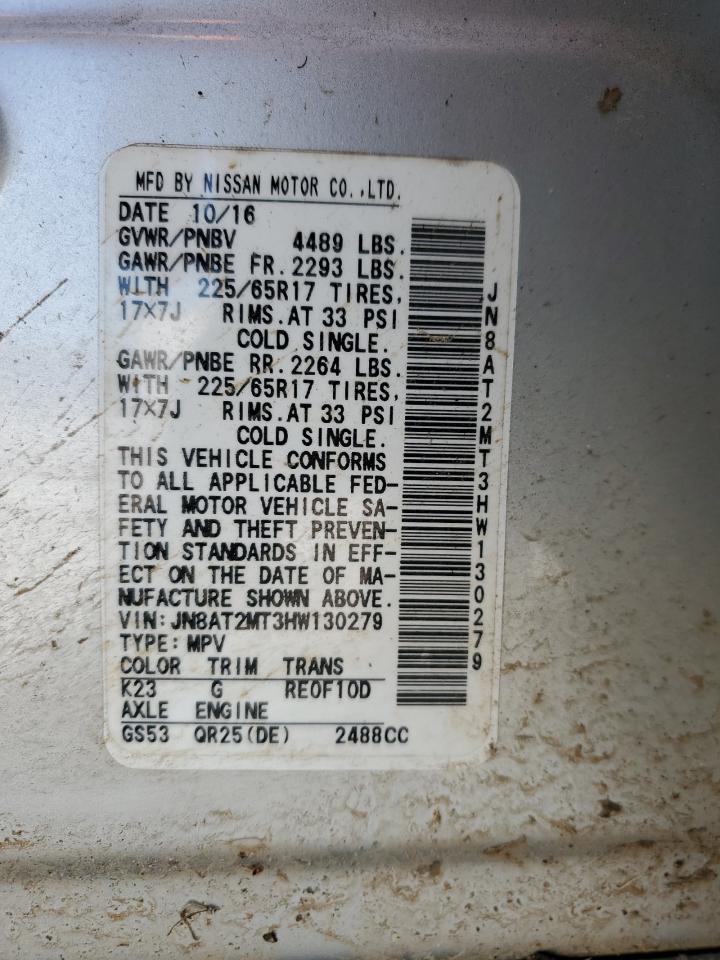 MFD BY NISSAN MOTOR CO.,LTD.
DATE 10/16
GVWR/PNBV 4489 LBS.
GAWR/PNBE FR. 2293 LBS.
WITH 225/65R17 TIRES,
17X7J RIMS. AT 33 PSI
COLD SINGLE.
GAWR/PNBE RR. 2264 LBS.
WITH 225/65R17 TIRES,
17X7J RIMS. AT 33 PSI
COLD SINGLE.
THIS VEHICLE CONFORMS
TO ALL APPLICABLE FED-
ERAL MOTOR VEHICLE SA-
FETY AND THEFT PREVEN-
TION STANDARDS IN EFF-
ECT ON THE DATE OF MA-
NUFACTURE SHOWN ABOVE.
VIN:JN8AT2MT3HW130279
TYPE:MPV
COLOR TRIM TRANS
K23 G RE0F10D
AXLE ENGINE
GS53 QR25(DE) 2488CC
JN8AT2MT3HW130279